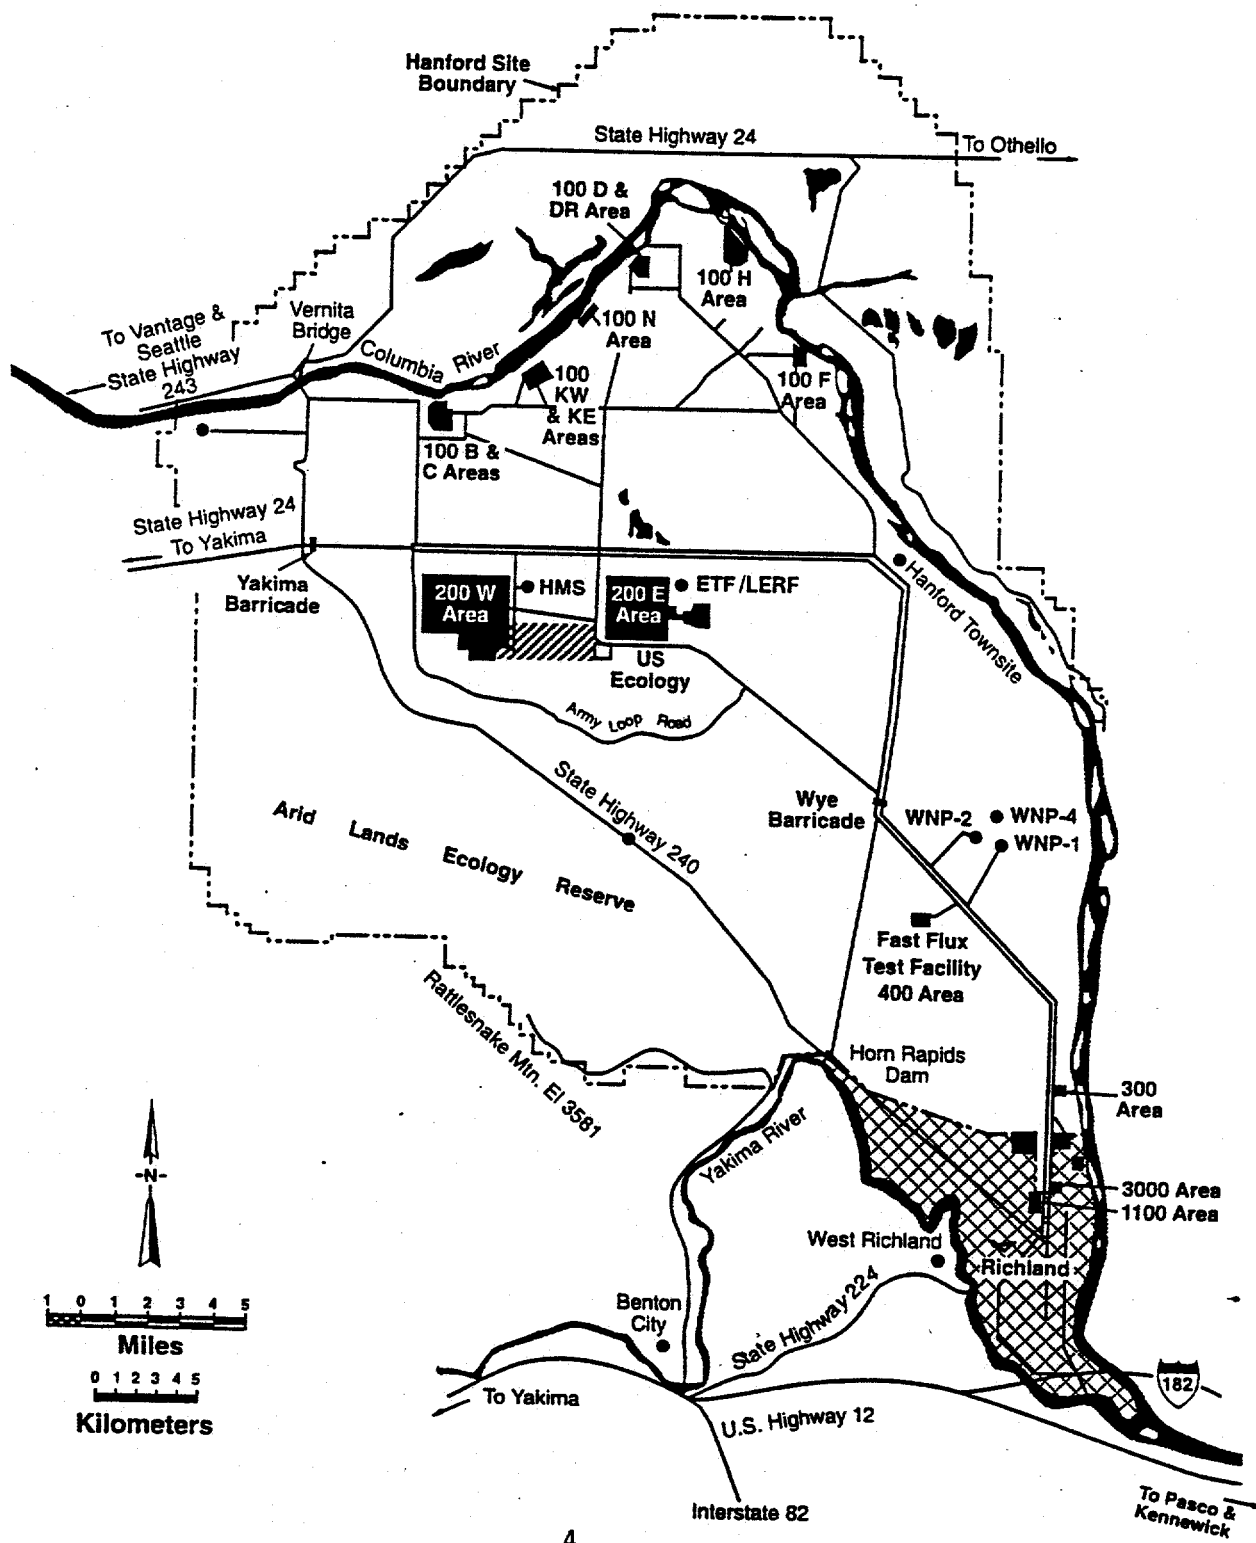 Hanford Site
Boundary
State Highway 24
To Othello
100 D &
DR Area
100 H
Area
To Vantage &
Seattle
State Highway
243
Vernita
Bridge
Columbia River
100 N
Area
100
KW
& KE
Areas
100 F
Area
100 B &
C Areas
State Highway 24
To Yakima
Yakima
Barricade
200 W
Area
HMS
200 E
Area
ETF/LERF
Hanford Townsite
US
Ecology
Army Loop Road
State Highway 240
Arid Lands Ecology Reserve
Wye
Barricade
WNP-2
WNP-4
WNP-1
Fast Flux
Test Facility
400 Area
Rattlesnake Mtn. El 3581
Horn Rapids
Dam
300
Area
Yakima River
3000 Area
1100 Area
West Richland
Richland
-N-
1 0 1 2 3 4 5
Miles
0 1 2 3 4 5
Kilometers
Benton
City
State Highway 224
To Yakima
U.S. Highway 12
182
Interstate 82
To Pasco &
Kennewick
4